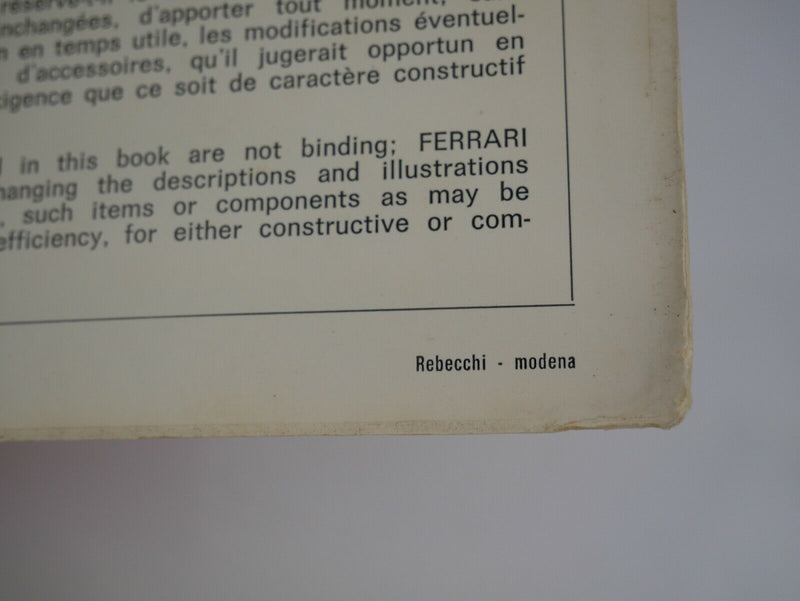 nchangées, d'apporter tout moment,
n en temps utile, les modifications éventuel-
d'accessoires, qu'il jugerait opportun en
igence que ce soit de caractère constructif
in this book are not binding; FERRARI
hanging the descriptions and illustrations
, such items or components as may be
efficiency, for either constructive or com-
Rebecchi - modena